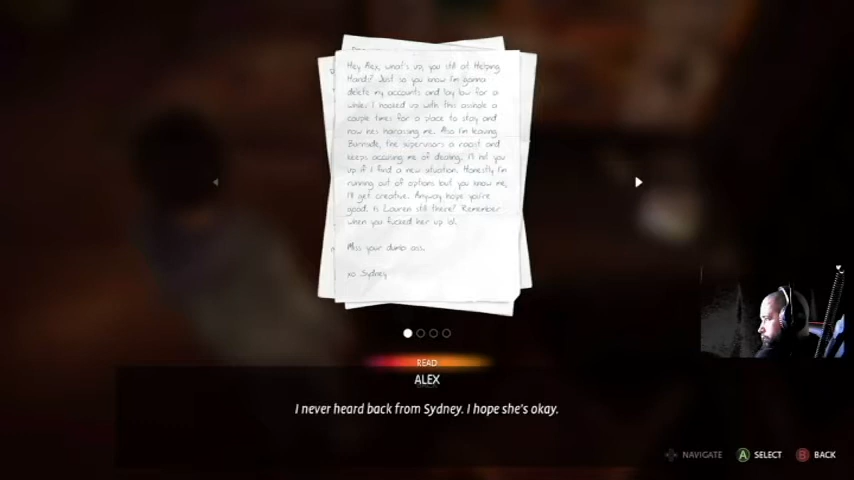 Hey Alex, what's up, you still at Helping
Hands? Just so you know I'm gonna
delete my accounts and lay low for a
while. I hooked up with this asshole a
couple times for a place to stay and
now he's harassing me. Also I'm leaving
Burnside, the supervisor's a racist and
keeps accusing me of dealing. I'll hit you
up if I find a new situation. Honestly I'm
running out of options but you know me,
I'll get creative. Anyway hope you're
good. Is Lauren still there? Remember
when you fucked her up lol.
Miss your dumb ass.
xo Sydney
READ
ALEX
I never heard back from Sydney. I hope she's okay.
NAVIGATE A SELECT B BACK